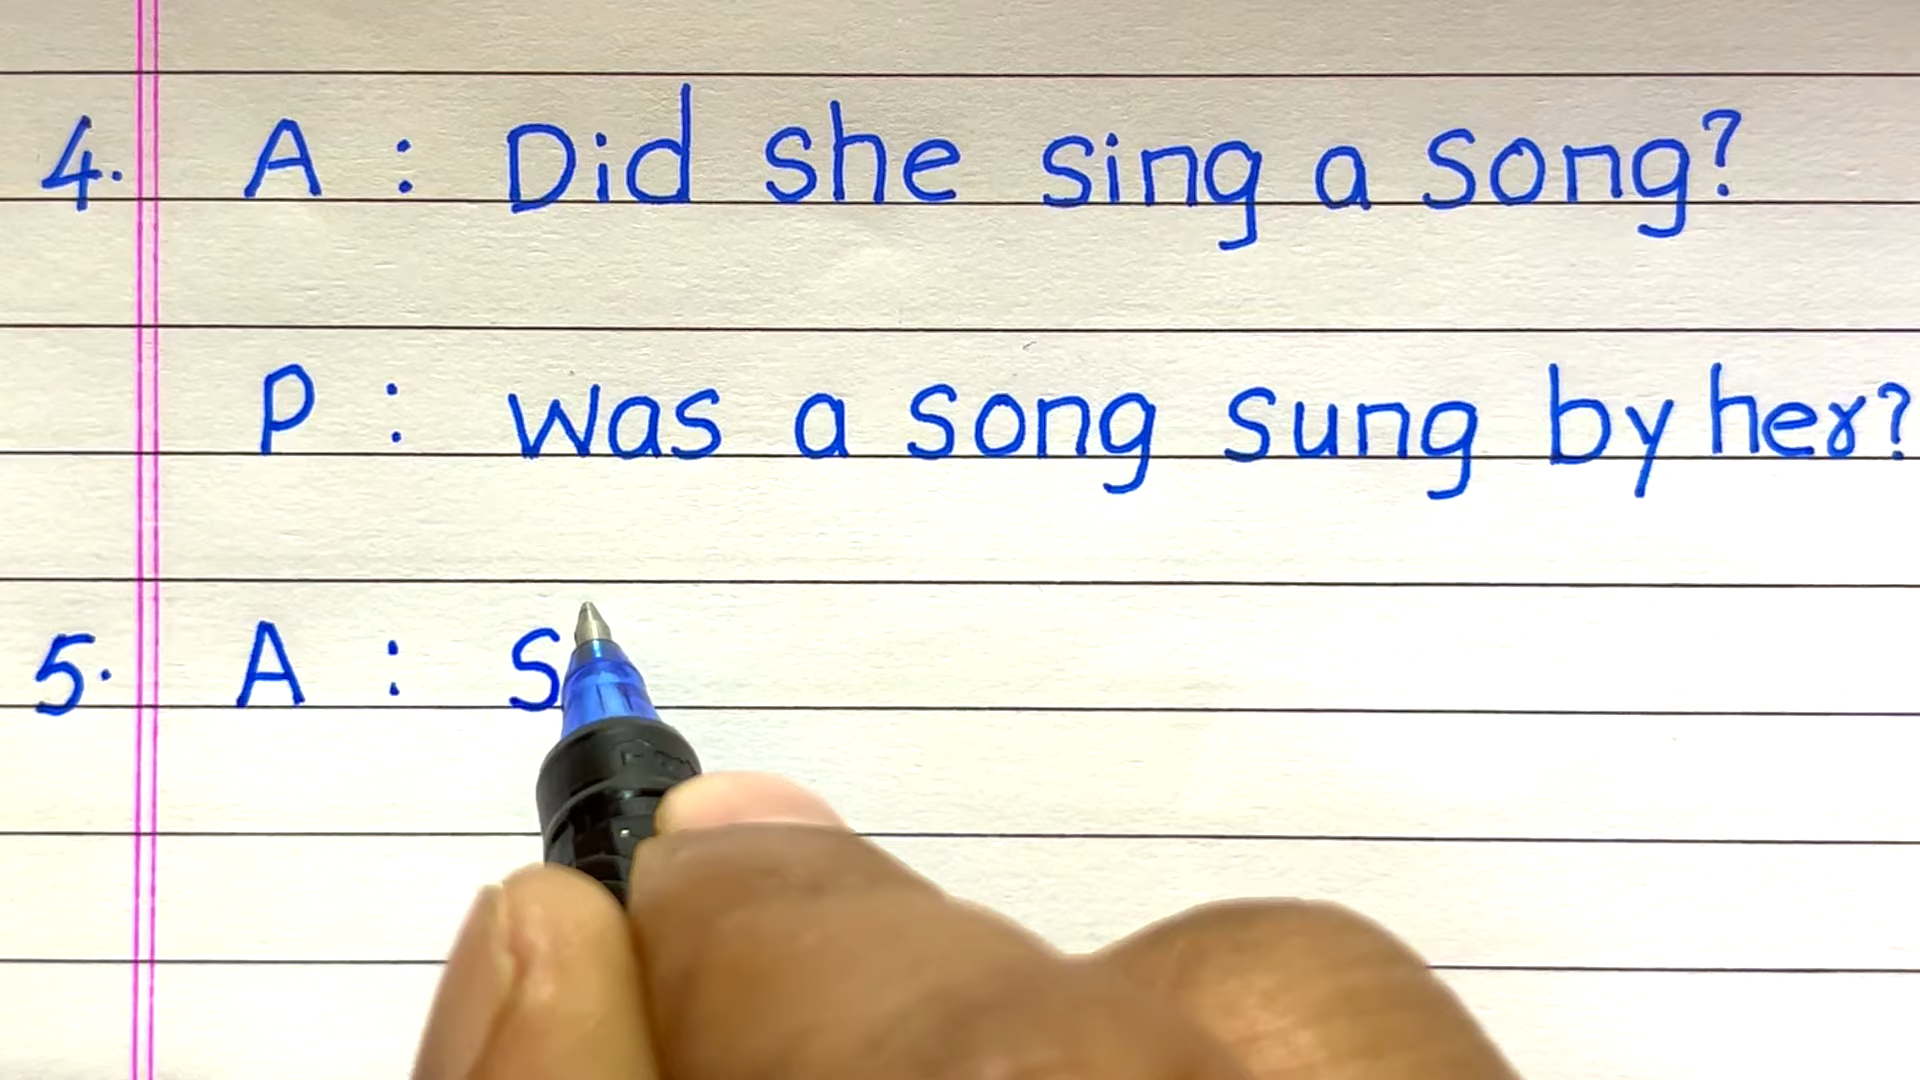 4. A : Did she sing a song?
P : was a song sung by her?
5. A : S